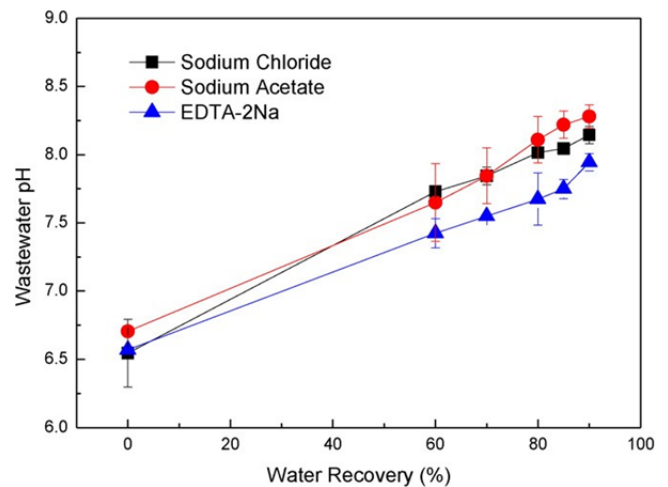 9.0
8.5
8.0
7.5
7.0
6.5
6.0
Wastewater pH
Sodium Chloride
Sodium Acetate
EDTA-2Na
0
20
40
60
80
100
Water Recovery (%)